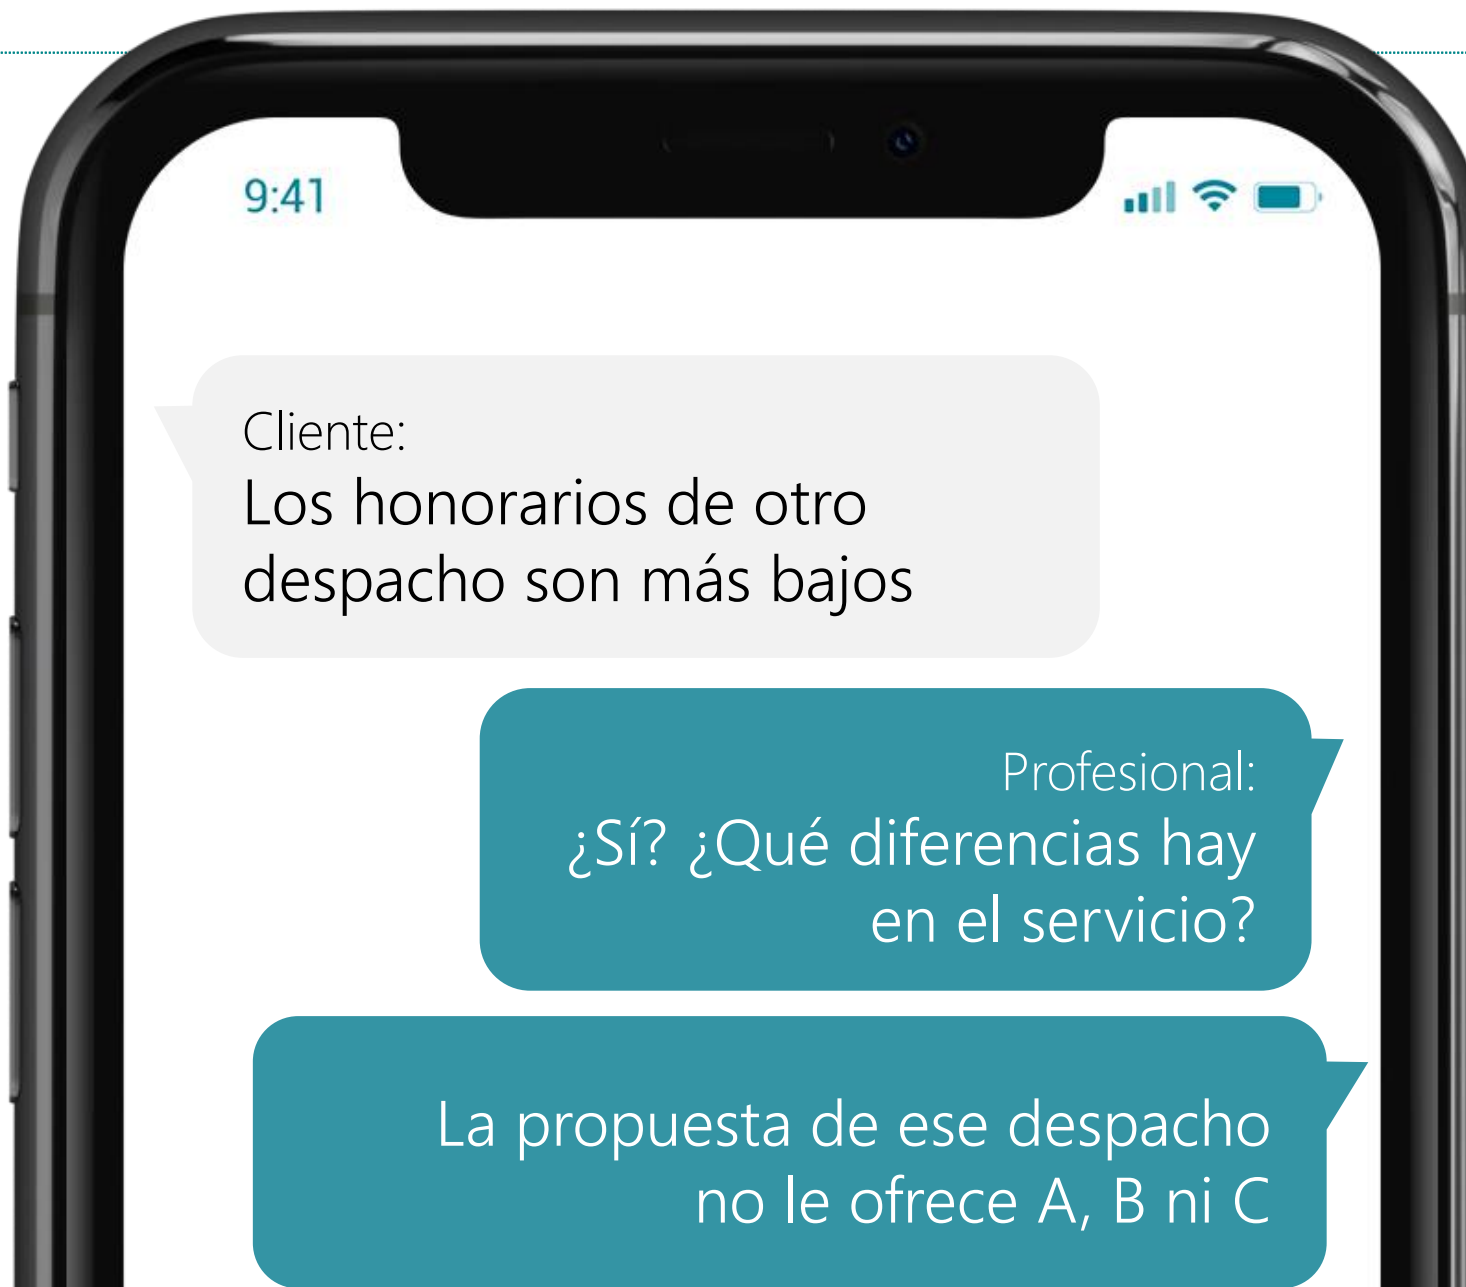 9:41
Cliente:
Los honorarios de otro
despacho son más bajos
Profesional:
¿Sí? ¿Qué diferencias hay
en el servicio?
La propuesta de ese despacho
no le ofrece A, B ni C